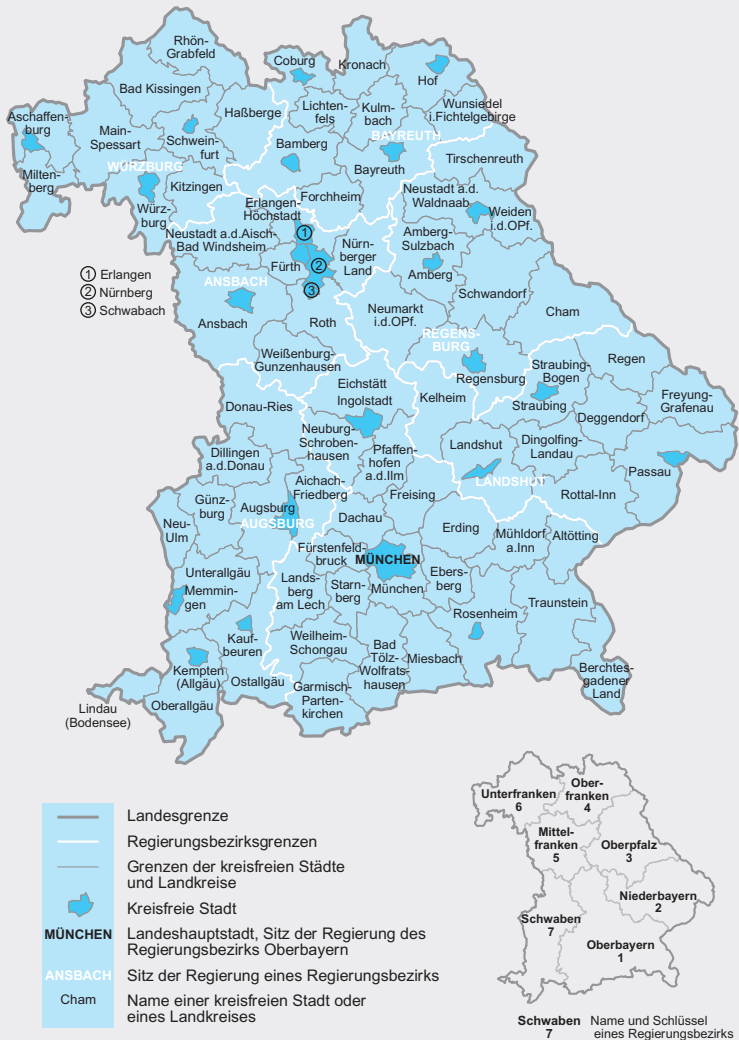 Rhön-
Grabfeld
Coburg
Kronach
Hof
Bad Kissingen
Haßberge
Lichten-
fels
Kulm-
bach
Wunsiedel
i.Fichtelgebirge
Aschaffen-
burg
Main-
Spessart
Schwein-
furt
BAYREUTH
Bamberg
Bayreuth
Tirschenreuth
WÜRZBURG
Milten-
berg
Kitzingen
Forchheim
Neustadt a.d.
Waldnaab
Würz-
burg
Erlangen-
Höchstadt
Weiden
i.d.OPf.
Neustadt a.d.Aisch-
Bad Windsheim
1
Nürn-
berger
Land
Amberg-
Sulzbach
Fürth
2
Amberg
1 Erlangen
2 Nürnberg
3 Schwabach
ANSBACH
3
Schwandorf
Ansbach
Roth
Neumarkt
i.d.OPf.
Cham
REGENS-
BURG
Weißenburg-
Gunzenhausen
Regensburg
Straubing-
Bogen
Regen
Eichstätt
Ingolstadt
Kelheim
Straubing
Freyung-
Grafenau
Donau-Ries
Deggendorf
Neuburg-
Schroben-
hausen
Pfaffen-
hofen
a.d.Ilm
Landshut
Dingolfing-
Landau
Dillingen
a.d.Donau
Passau
Aichach-
Friedberg
LANDSHUT
Rottal-Inn
Günz-
burg
Augsburg
Freising
AUGSBURG
Dachau
Neu-
Ulm
Erding
Mühldorf
a.Inn
Altötting
Fürstenfeld-
bruck
MÜNCHEN
Unterallgäu
Lands-
berg
am Lech
Starn-
berg
München
Ebers-
berg
Memmin-
gen
Rosenheim
Traunstein
Kauf-
beuren
Weilheim-
Schongau
Bad
Tölz-
Wolfrats-
hausen
Miesbach
Kempten
(Allgäu)
Ostallgäu
Berchtes-
gadener
Land
Lindau
(Bodensee)
Oberallgäu
Garmisch-
Parten-
kirchen
Landesgrenze
Regierungsbezirksgrenzen
Grenzen der kreisfreien Städte
und Landkreise
Kreisfreie Stadt
MÜNCHEN Landeshauptstadt, Sitz der Regierung des
Regierungsbezirks Oberbayern
ANSBACH Sitz der Regierung eines Regierungsbezirks
Cham Name einer kreisfreien Stadt oder
eines Landkreises
Unterfranken
6
Ober-
franken
4
Mittel-
franken
5
Oberpfalz
3
Niederbayern
2
Schwaben
7
Oberbayern
1
Schwaben Name und Schlüssel
7 eines Regierungsbezirks